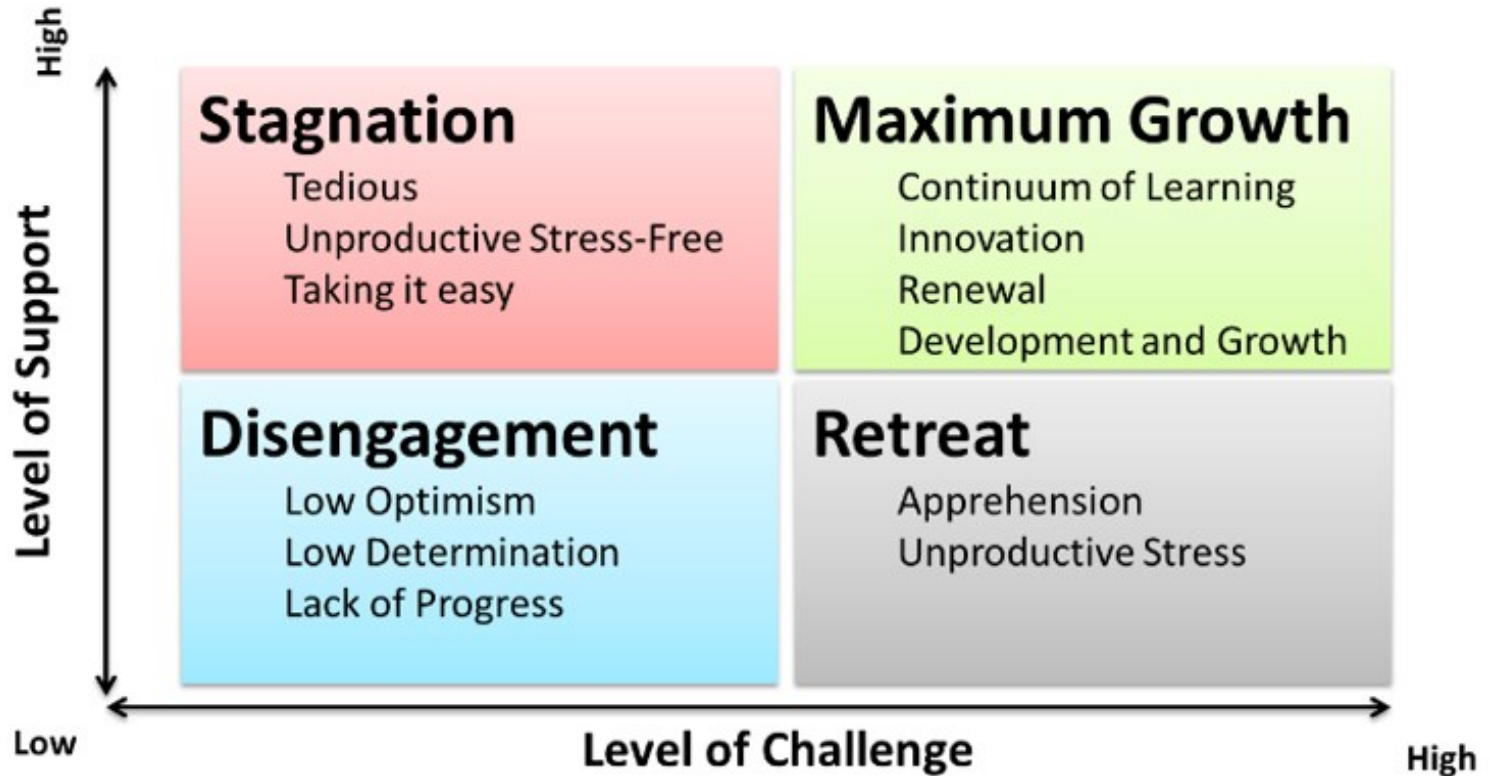 High
Level of Support
Stagnation
Tedious
Unproductive Stress-Free
Taking it easy
Maximum Growth
Continuum of Learning
Innovation
Renewal
Development and Growth
Disengagement
Low Optimism
Low Determination
Lack of Progress
Retreat
Apprehension
Unproductive Stress
Low
Level of Challenge
High